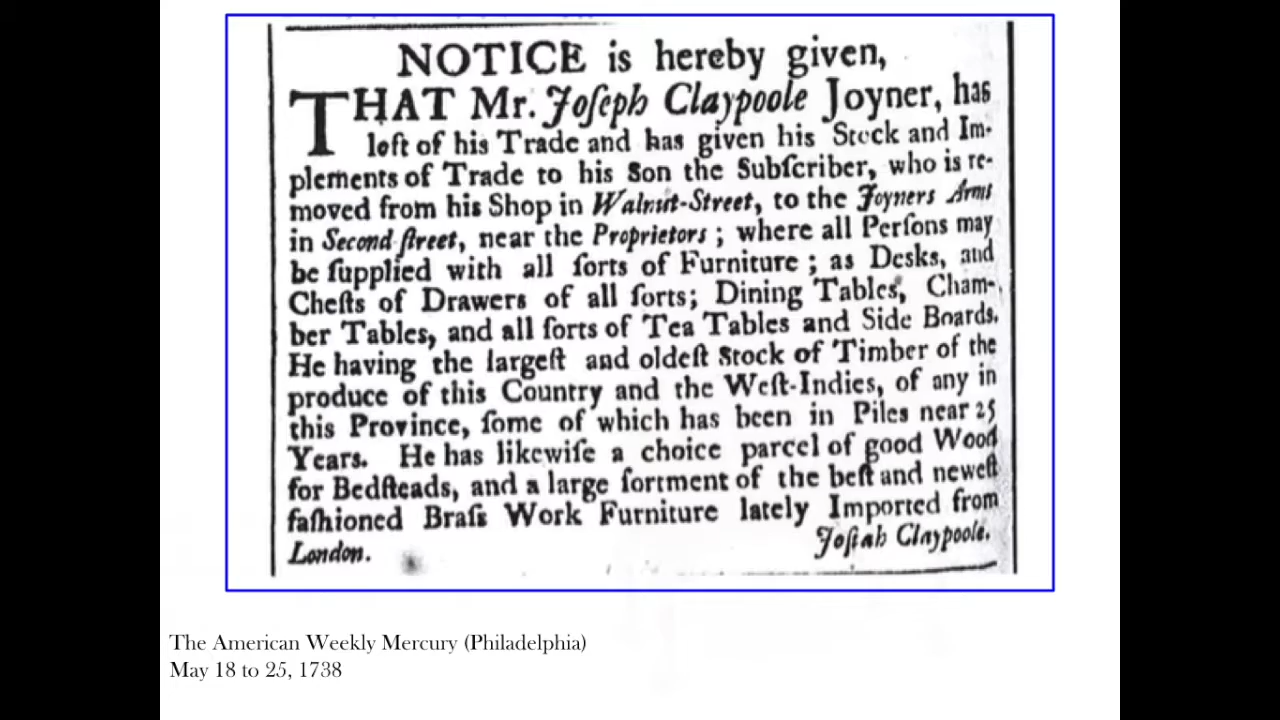 NOTICE is hereby given,
THAT Mr. Joſeph Claypoole Joyner, has
left of his Trade and has given his Stock and Im-
plements of Trade to his Son the Subſcriber, who is re-
moved from his Shop in Walnut-Street, to the Joyners Arms
in Second ſtreet, near the Proprietors; where all Perſons may
be ſupplied with all ſorts of Furniture; as Desks, and
Cheſts of Drawers of all ſorts; Dining Tables, Cham-
ber Tables, and all ſorts of Tea Tables and Side Boards.
He having the largeſt and oldeſt Stock of Timber of the
produce of this Country and the Weſt-Indies, of any in
this Province, ſome of which has been in Piles near 25
Years. He has likewiſe a choice parcel of good Wood
for Bedſteads, and a large ſortment of the beſt and neweſt
faſhioned Braſs Work Furniture lately Imported from
London. Joſiah Claypoole.
The American Weekly Mercury (Philadelphia)
May 18 to 25, 1738